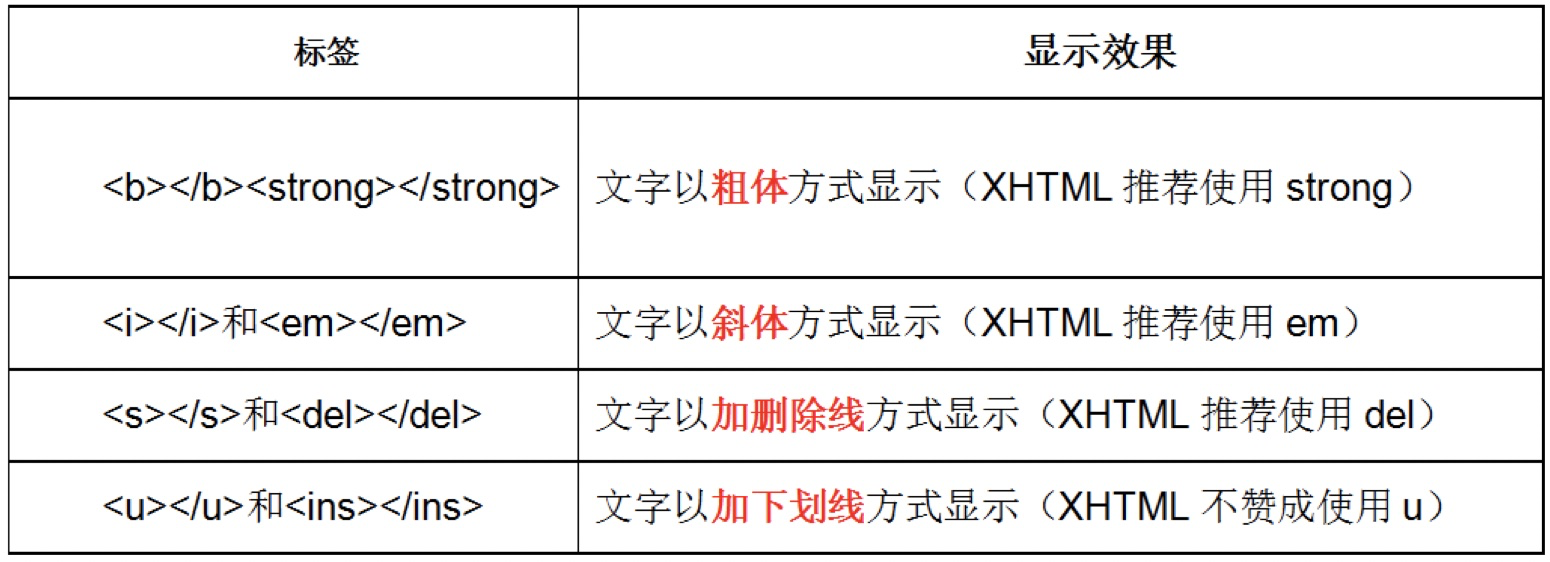 标签
显示效果
<b></b><strong></strong>
文字以粗体方式显示（XHTML 推荐使用 strong）
<i></i>和<em></em>
文字以斜体方式显示（XHTML 推荐使用 em）
<s></s>和<del></del>
文字以加删除线方式显示（XHTML 推荐使用 del）
<u></u>和<ins></ins>
文字以加下划线方式显示（XHTML 不赞成使用 u）